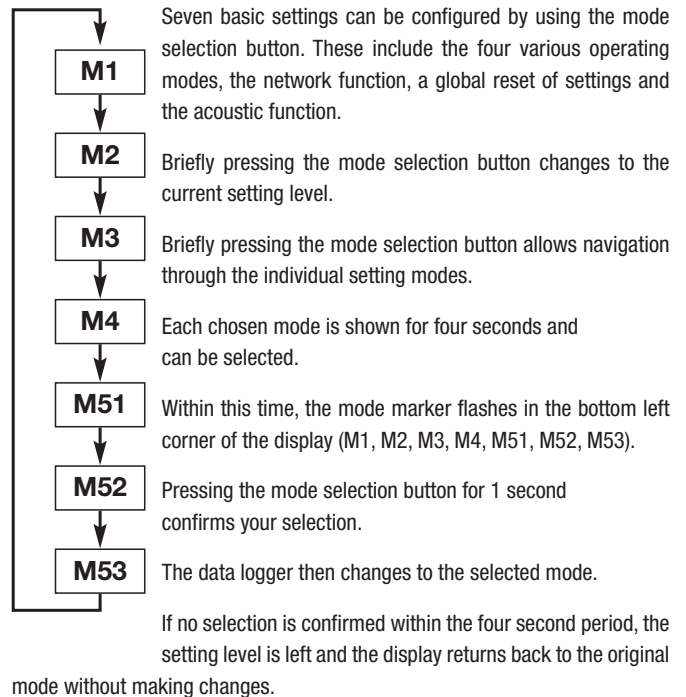 Seven basic settings can be configured by using the mode
selection button. These include the four various operating
M1
modes, the network function, a global reset of settings and
the acoustic function.
M2
Briefly pressing the mode selection button changes to the
current setting level.
M3
Briefly pressing the mode selection button allows navigation
through the individual setting modes.
M4
Each chosen mode is shown for four seconds and
can be selected.
M51
Within this time, the mode marker flashes in the bottom left
corner of the display (M1, M2, M3, M4, M51, M52, M53).
M52
Pressing the mode selection button for 1 second
confirms your selection.
M53
The data logger then changes to the selected mode.
If no selection is confirmed within the four second period, the
setting level is left and the display returns back to the original
mode without making changes.